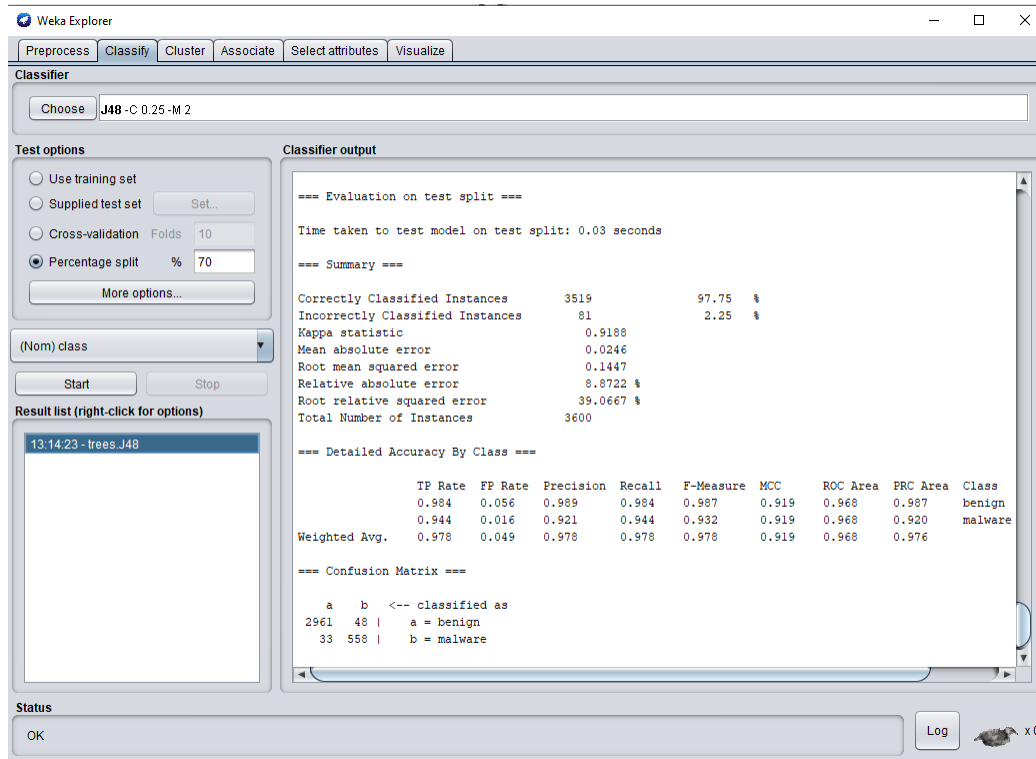 Weka Explorer
Preprocess Classify Cluster Associate Select attributes Visualize
Classifier
Choose J48 -C 0.25 -M 2
Test options
Use training set
Supplied test set Set...
Cross-validation Folds 10
Percentage split % 70
More options...
(Nom) class
Start Stop
Result list (right-click for options)
13:14:23 - trees.J48
Classifier output
=== Evaluation on test split ===
Time taken to test model on test split: 0.03 seconds
=== Summary ===
Correctly Classified Instances 3519 97.75 %
Incorrectly Classified Instances 81 2.25 %
Kappa statistic 0.9188
Mean absolute error 0.0246
Root mean squared error 0.1447
Relative absolute error 8.8722 %
Root relative squared error 39.0667 %
Total Number of Instances 3600
=== Detailed Accuracy By Class ===
TP Rate FP Rate Precision Recall F-Measure MCC ROC Area PRC Area Class
0.984 0.056 0.989 0.984 0.987 0.919 0.968 0.987 benign
0.944 0.016 0.921 0.944 0.932 0.919 0.968 0.920 malware
Weighted Avg. 0.978 0.049 0.978 0.978 0.978 0.919 0.968 0.976
=== Confusion Matrix ===
a b <-- classified as
2961 48 | a = benign
33 558 | b = malware
Status
OK
Log
x